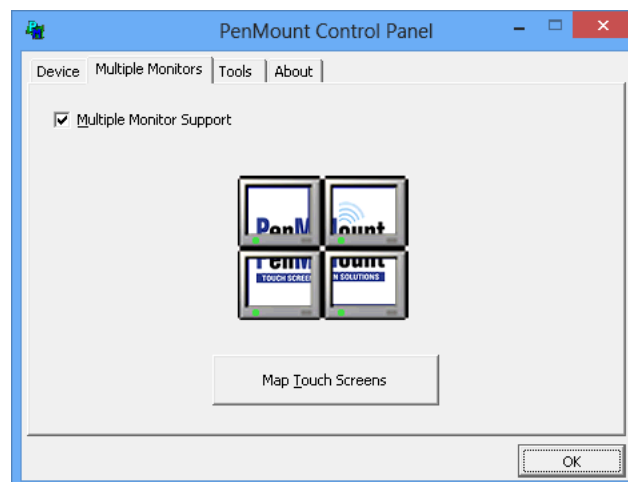 PenMount Control Panel
Device Multiple Monitors Tools About
Multiple Monitor Support
PenMount
PenMount
TOUCH SCREEN SOLUTIONS
Map Touch Screens
OK